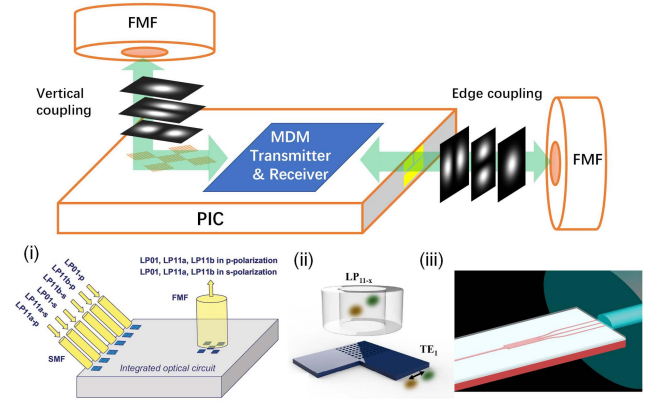 FMF
Vertical
coupling
Edge coupling
MDM
Transmitter
& Receiver
FMF
PIC
(i)
LP01, LP11a, LP11b in p-polarization
LP01, LP11a, LP11b in s-polarization
FMF
LP01-p
LP11b-p
LP11b-s
LP01-s
LP11a-s
LP11a-p
SMF
Integrated optical circuit
(ii)
LP11-x
TE1
(iii)